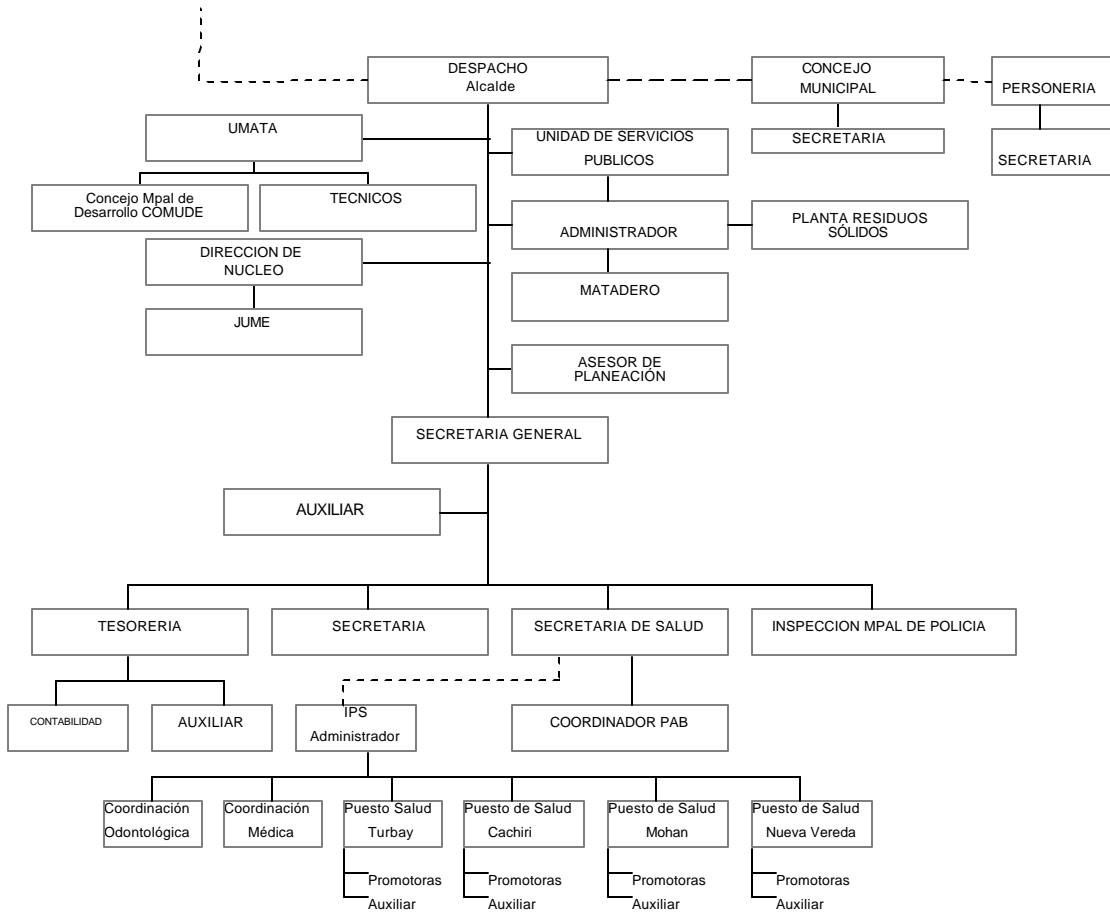 DESPACHO
Alcalde
CONCEJO
MUNICIPAL
PERSONERIA
SECRETARIA
SECRETARIA
UMATA
UNIDAD DE SERVICIOS
PUBLICOS
Concejo Mpal de
Desarrollo COMUDE
TECNICOS
ADMINISTRADOR
PLANTA RESIDUOS
SÓLIDOS
DIRECCION DE
NUCLEO
MATADERO
JUME
ASESOR DE
PLANEACIÓN
SECRETARIA GENERAL
AUXILIAR
TESORERIA
SECRETARIA
SECRETARIA DE SALUD
INSPECCION MPAL DE POLICIA
CONTABILIDAD
AUXILIAR
IPS
Administrador
COORDINADOR PAB
Coordinación
Odontológica
Coordinación
Médica
Puesto Salud
Turbay
Puesto de Salud
Cachiri
Puesto de Salud
Mohan
Puesto de Salud
Nueva Vereda
Promotoras
Auxiliar
Promotoras
Auxiliar
Promotoras
Auxiliar
Promotoras
Auxiliar